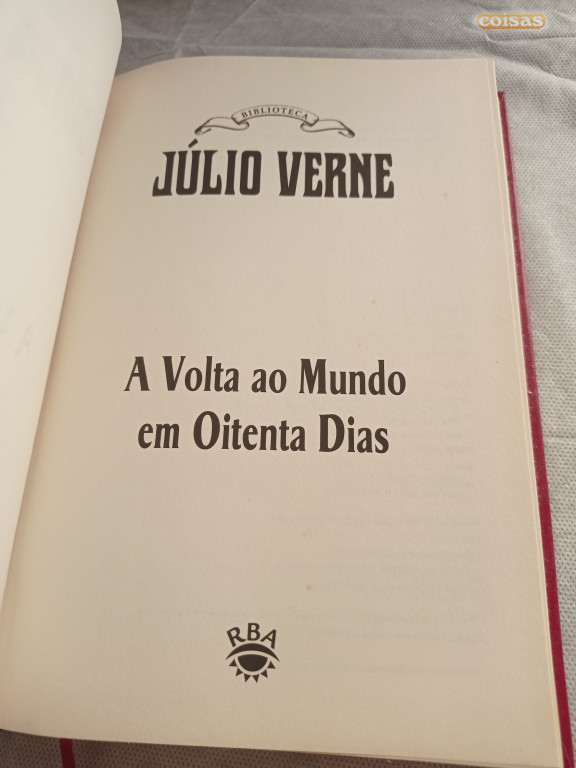 coisas
BIBLIOTECA
JÚLIO VERNE
A Volta ao Mundo
em Oitenta Dias
RBA